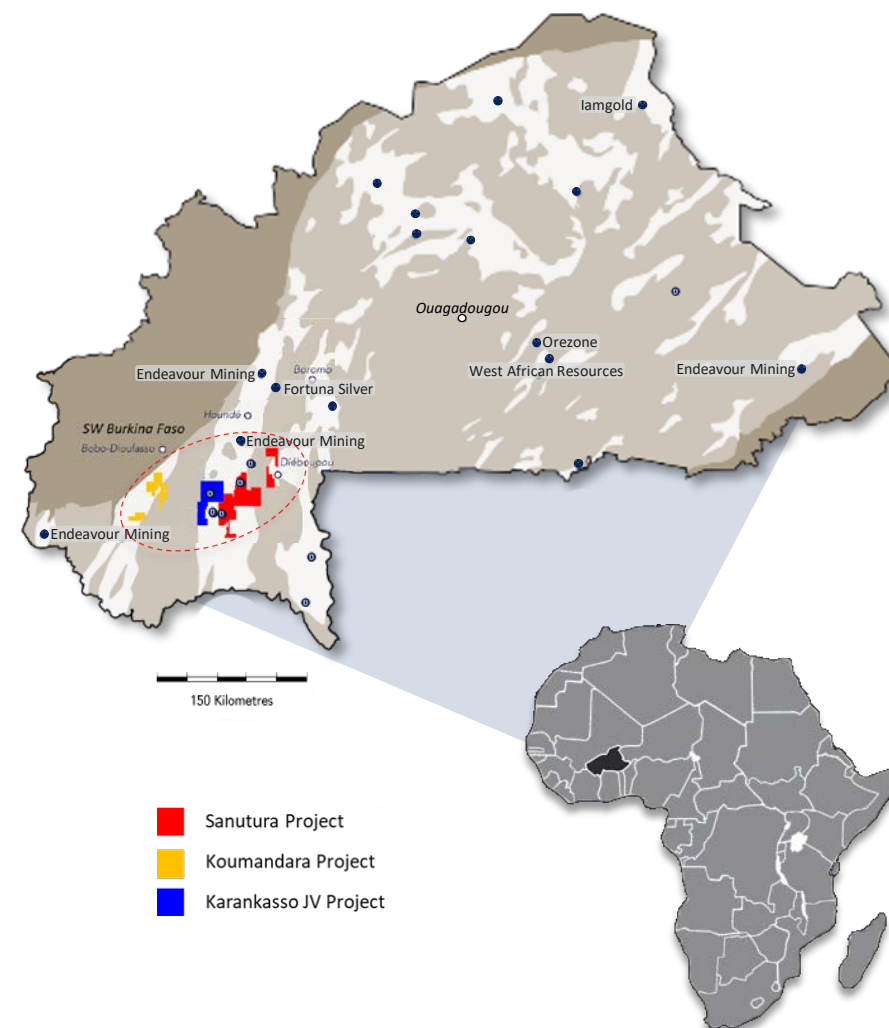 Iamgold
Ouagadougou
Orezone
West African Resources
Endeavour Mining
Endeavour Mining
Boromo
Fortuna Silver
Houndé
SW Burkina Faso
Endeavour Mining
Bobo-Dioulasso
Diébougou
Endeavour Mining
150 Kilometres
Sanutura Project
Koumandara Project
Karankasso JV Project